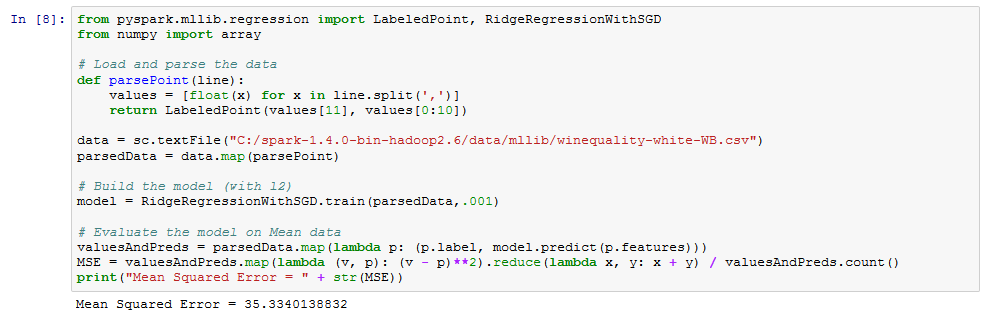 In [8]: from pyspark.mllib.regression import LabeledPoint, RidgeRegressionWithSGD
from numpy import array

# Load and parse the data
def parsePoint(line):
    values = [float(x) for x in line.split(',')]
    return LabeledPoint(values[11], values[0:10])

data = sc.textFile("C:/spark-1.4.0-bin-hadoop2.6/data/mllib/winequality-white-WB.csv")
parsedData = data.map(parsePoint)

# Build the model (with l2)
model = RidgeRegressionWithSGD.train(parsedData,.001)

# Evaluate the model on Mean data
valuesAndPreds = parsedData.map(lambda p: (p.label, model.predict(p.features)))
MSE = valuesAndPreds.map(lambda (v, p): (v - p)**2).reduce(lambda x, y: x + y) / valuesAndPreds.count()
print("Mean Squared Error = " + str(MSE))
Mean Squared Error = 35.3340138832